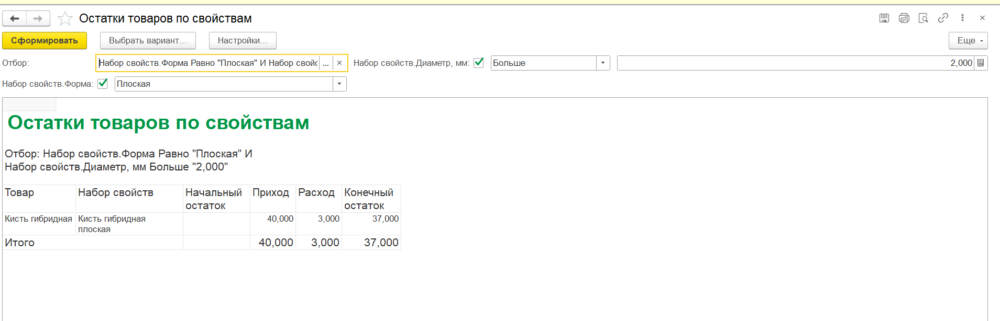 Остатки товаров по свойствам
Сформировать Выбрать вариант... Настройки... Еще
Отбор: Набор свойств.Форма Равно "Плоская" И Набор свойс ... × Набор свойств.Диаметр, мм: Больше 2,000
Набор свойств.Форма: Плоская
Остатки товаров по свойствам
Отбор: Набор свойств.Форма Равно "Плоская" И
Набор свойств.Диаметр, мм Больше "2,000"
Товар Набор свойств Начальный остаток Приход Расход Конечный остаток
Кисть гибридная Кисть гибридная плоская 40,000 3,000 37,000
Итого 40,000 3,000 37,000